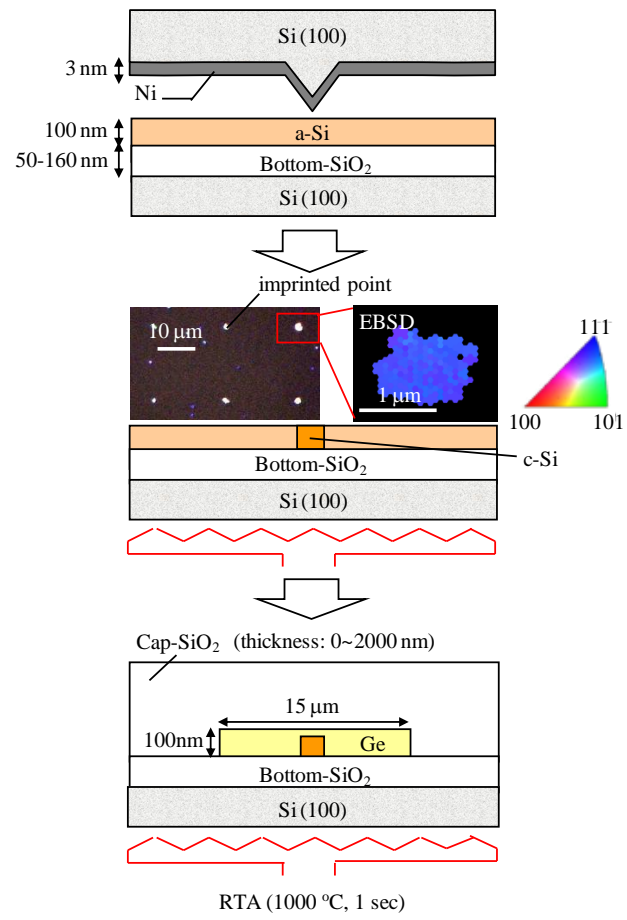 Si (100)
3 nm
Ni
100 nm
a-Si
50-160 nm
Bottom-SiO₂
Si (100)
imprinted point
10 µm
EBSD
1 µm
111
100
101
c-Si
Bottom-SiO₂
Si (100)
Cap-SiO₂ (thickness: 0~2000 nm)
15 µm
100nm
Ge
Bottom-SiO₂
Si (100)
RTA (1000 ºC, 1 sec)